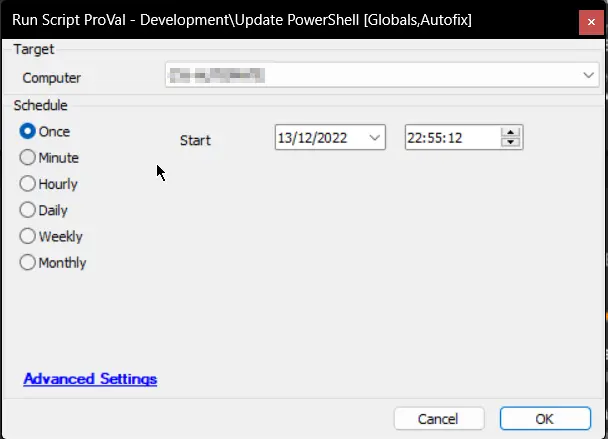 Run Script ProVal - Development\Update PowerShell [Globals,Autofix]
Target
Computer
Schedule
Once
Start 13/12/2022 22:55:12
Minute
Hourly
Daily
Weekly
Monthly
Advanced Settings
Cancel OK